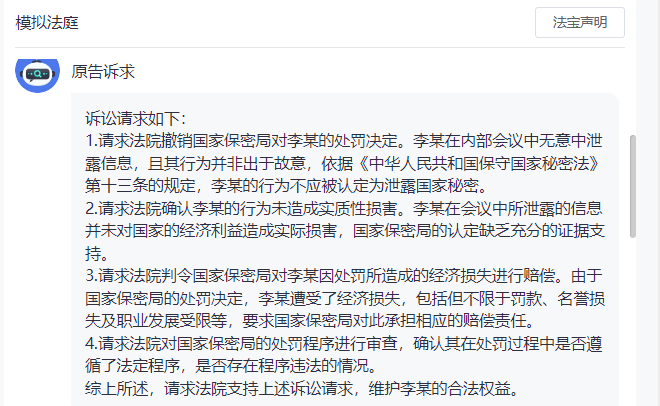 模拟法庭
法宝声明
原告诉求
诉讼请求如下：
1.请求法院撤销国家保密局对李某的处罚决定。李某在内部会议中无意中泄
露信息，且其行为并非出于故意，依据《中华人民共和国保守国家秘密法》
第十三条的规定，李某的行为不应被认定为泄露国家秘密。
2.请求法院确认李某的行为未造成实质性损害。李某在会议中所泄露的信息
并未对国家的经济利益造成实际损害，国家保密局的认定缺乏充分的证据支
持。
3.请求法院判令国家保密局对李某因处罚所造成的经济损失进行赔偿。由于
国家保密局的处罚决定，李某遭受了经济损失，包括但不限于罚款、名誉损
失及职业发展受限等，要求国家保密局对此承担相应的赔偿责任。
4.请求法院对国家保密局的处罚程序进行审查，确认其在处罚过程中是否遵
循了法定程序，是否存在程序违法的情况。
综上所述，请求法院支持上述诉讼请求，维护李某的合法权益。